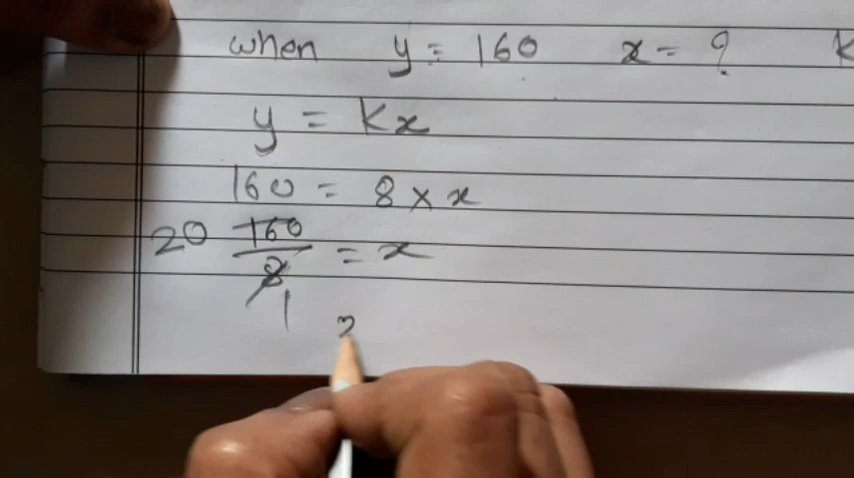 when y = 160 x = ? K
y = Kx
160 = 8 × x
20 160/8 = x
1